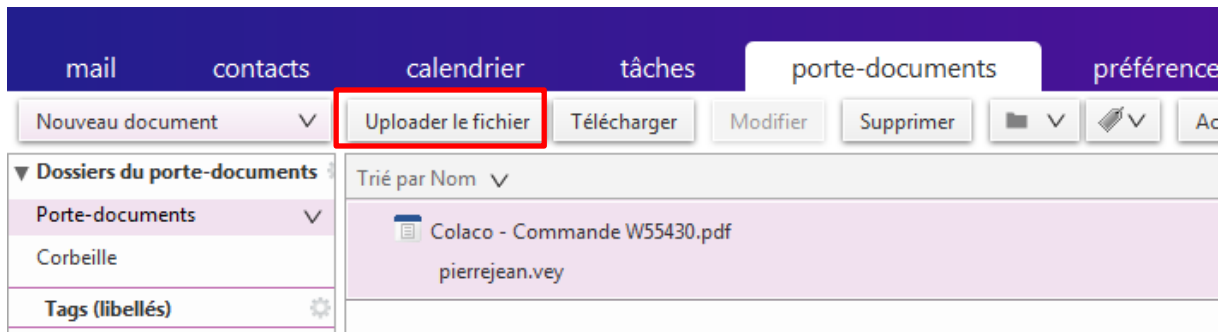 mail contacts calendrier tâches porte-documents préférence
Nouveau document Uploader le fichier Télécharger Modifier Supprimer Ac
Dossiers du porte-documents Trié par Nom
Porte-documents
Colaco - Commande W55430.pdf
Corbeille
pierrejean.vey
Tags (libellés)